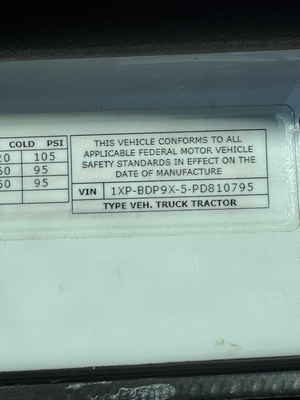 COLD PSI
20 105
60 95
60 95
THIS VEHICLE CONFORMS TO ALL
APPLICABLE FEDERAL MOTOR VEHICLE
SAFETY STANDARDS IN EFFECT ON THE
DATE OF MANUFACTURE
VIN 1XP-BDP9X-5-PD810795
TYPE VEH. TRUCK TRACTOR